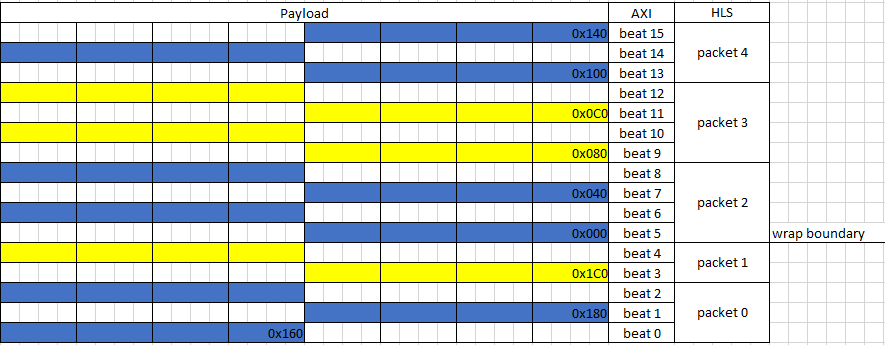 Payload AXI HLS
0x140 beat 15
beat 14 packet 4
0x100 beat 13
beat 12
0x0C0 beat 11
beat 10 packet 3
0x080 beat 9
beat 8
0x040 beat 7
beat 6 packet 2
0x000 beat 5 wrap boundary
beat 4
0x1C0 beat 3 packet 1
beat 2
0x180 beat 1 packet 0
0x160 beat 0